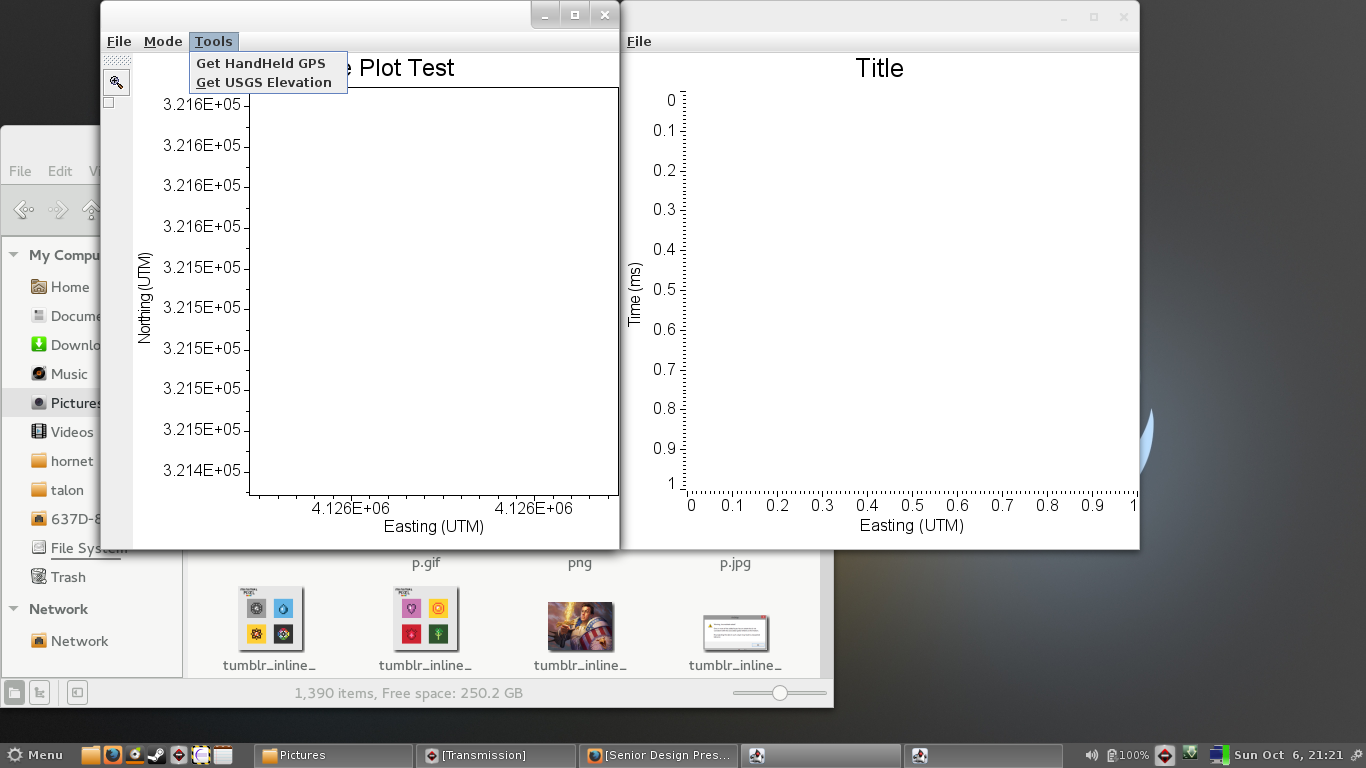 File Mode Tools
Get HandHeld GPS
Get USGS Elevation
e Plot Test
3.216E+05
3.216E+05
3.216E+05
3.216E+05
3.215E+05
3.215E+05
3.215E+05
3.215E+05
3.215E+05
3.214E+05
Northing (UTM)
4.126E+06 4.126E+06
Easting (UTM)
File
Title
0
0.1
0.2
0.3
0.4
0.5
0.6
0.7
0.8
0.9
1
Time (ms)
0 0.1 0.2 0.3 0.4 0.5 0.6 0.7 0.8 0.9 1
Easting (UTM)
File Edit Vi
My Compu
Home
Docume
Downlo
Music
Pictures
Videos
hornet
talon
637D-8
File System
Trash
Network
Network
p.gif png p.jpg
tumblr_inline_ tumblr_inline_ tumblr_inline_ tumblr_inline_
1,390 items, Free space: 250.2 GB
Menu Pictures [Transmission] [Senior Design Pres... 100% Sun Oct 6, 21:21